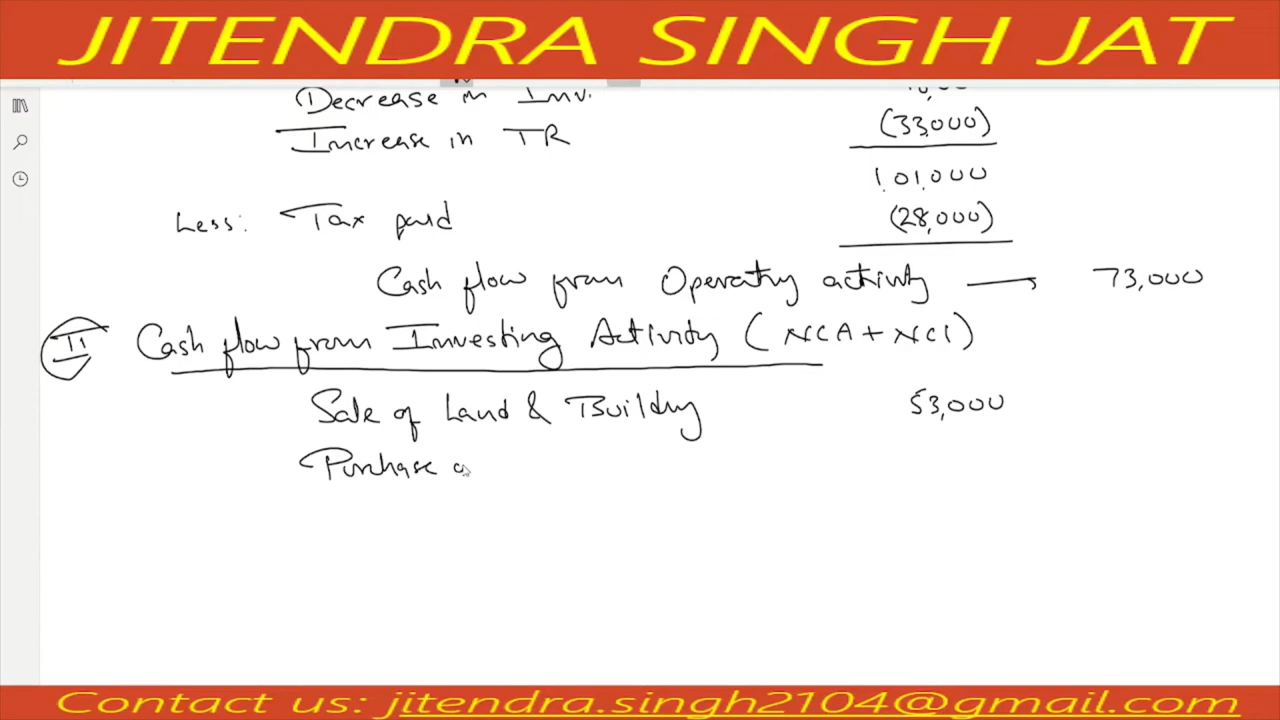 JITENDRA SINGH JAT
Decrease in Inv.
Increase in TR (33,000)
1,01,000
Less: Tax paid (28,000)
Cash flow from Operating activity 73,000
II Cash flow from Investing Activity (NCA + NCI)
Sale of Land & Building 53,000
Purchase
Contact us: jitendra.singh2104@gmail.com